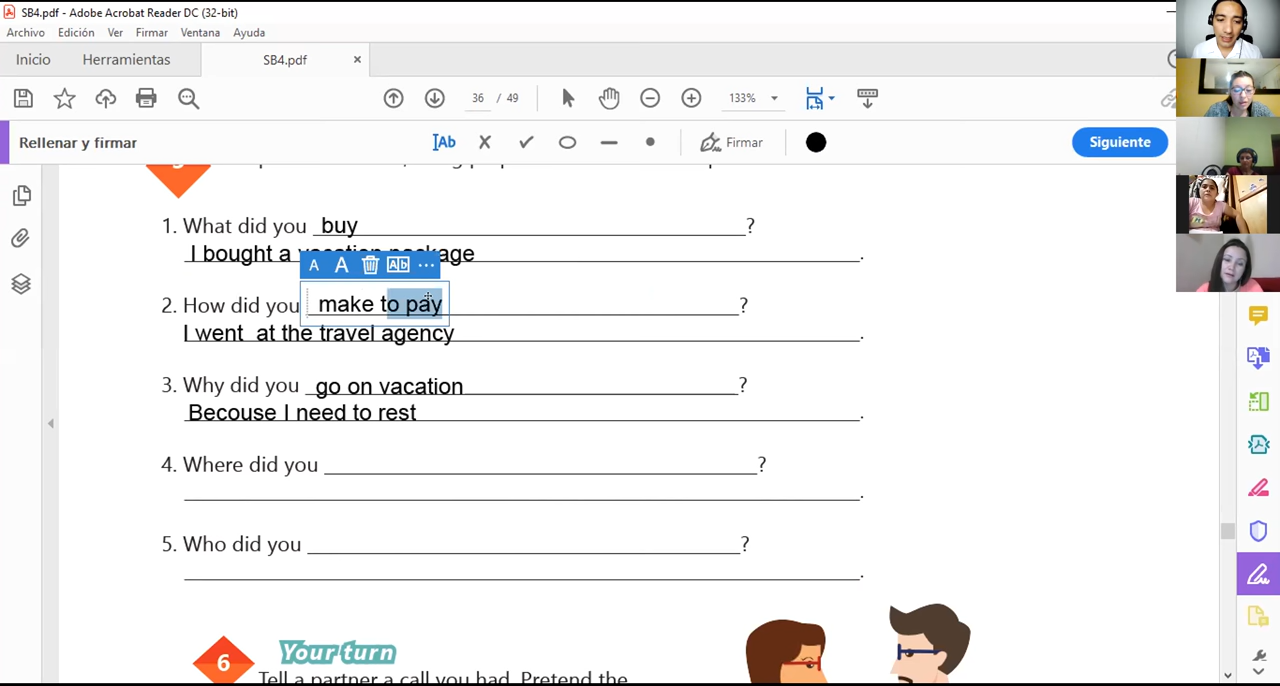 SB4.pdf - Adobe Acrobat Reader DC (32-bit)
Archivo Edición Ver Firmar Ventana Ayuda
Inicio Herramientas SB4.pdf ×
36 / 49 133%
Rellenar y firmar Ab Firmar Siguiente
1. What did you buy ?
I bought a vacation package .
A A Ab ...
2. How did you make to pay ?
I went at the travel agency .
3. Why did you go on vacation ?
Becouse I need to rest .
4. Where did you ?
.
5. Who did you ?
.
6 Your turn
Tell a partner a call you had. Pretend the